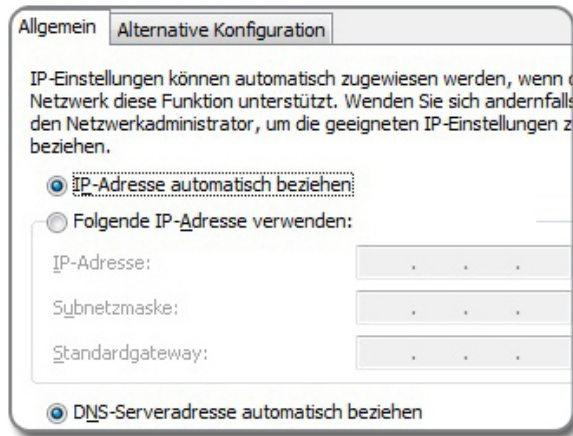 Allgemein
Alternative Konfiguration
IP-Einstellungen können automatisch zugewiesen werden, wenn
Netzwerk diese Funktion unterstützt. Wenden Sie sich andernfalls
den Netzwerkadministrator, um die geeigneten IP-Einstellungen
beziehen.
IP-Adresse automatisch beziehen
Folgende IP-Adresse verwenden:
IP-Adresse:
Subnetzmaske:
Standardgateway:
DNS-Serveradresse automatisch beziehen